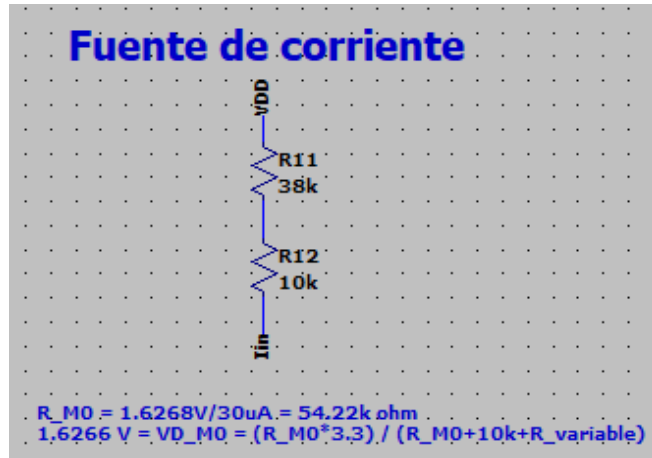 Fuente de corriente
VDD
R11
38k
R12
10k
Iin
R_M0 = 1.6268V/30uA = 54.22k ohm
1.6266 V = VD_M0 = (R_M0*3.3) / (R_M0+10k+R_variable)